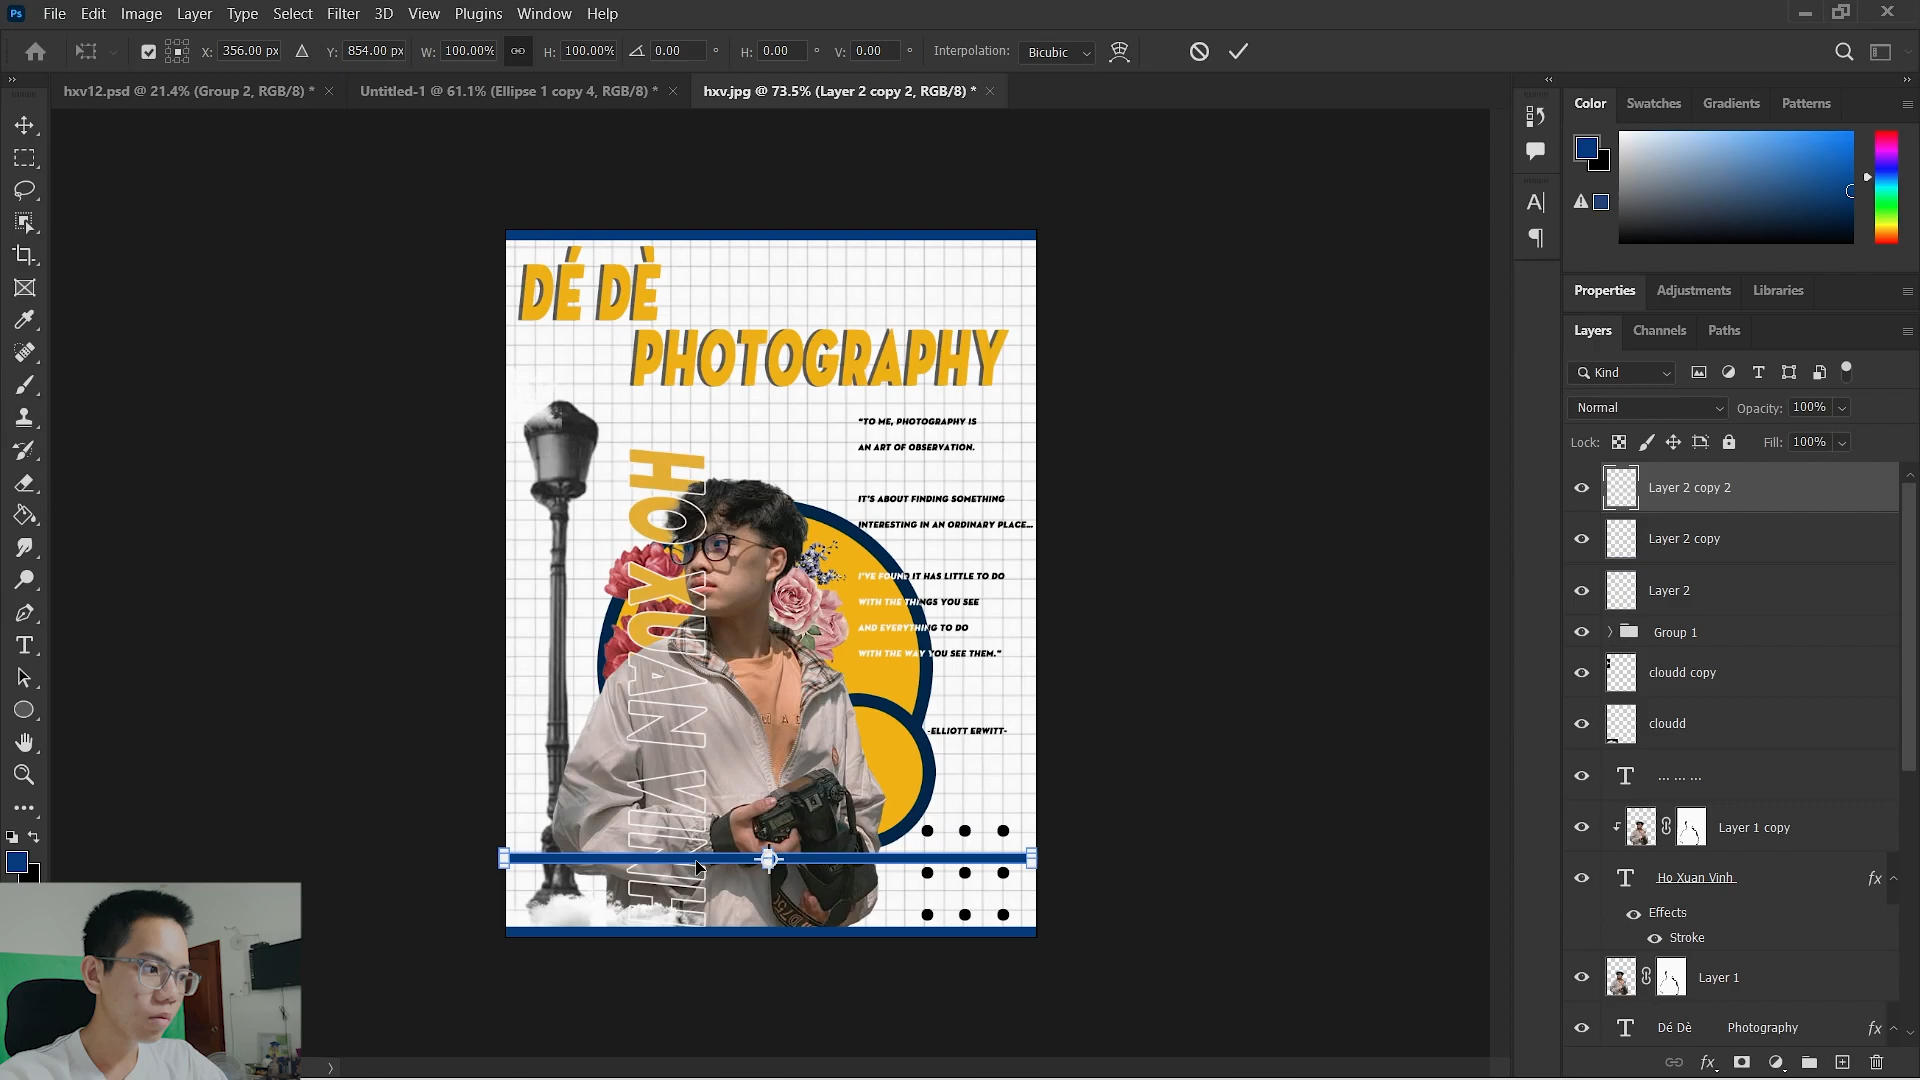 Ps File Edit Image Layer Type Select Filter 3D View Plugins Window Help
X: 356.00 px Y: 854.00 px W: 100.00% H: 100.00% 0.00 ° H: 0.00 ° V: 0.00 ° Interpolation: Bicubic
hxv12.psd @ 21.4% (Group 2, RGB/8) * Untitled-1 @ 61.1% (Ellipse 1 copy 4, RGB/8) * hxv.jpg @ 73.5% (Layer 2 copy 2, RGB/8) *
Color Swatches Gradients Patterns
Properties Adjustments Libraries
Layers Channels Paths
Kind
Normal Opacity: 100%
Lock: Fill: 100%
Layer 2 copy 2
Layer 2 copy
Layer 2
Group 1
cloudd copy
cloudd
... ... ...
Layer 1 copy
Ho Xuan Vinh fx
Effects
Stroke
Layer 1
Dé Dè Photography fx
DÉ DÈ
PHOTOGRAPHY
"TO ME, PHOTOGRAPHY IS
AN ART OF OBSERVATION.
IT'S ABOUT FINDING SOMETHING
INTERESTING IN AN ORDINARY PLACE...
I'VE FOUND IT HAS LITTLE TO DO
WITH THE THINGS YOU SEE
AND EVERYTHING TO DO
WITH THE WAY YOU SEE THEM."
-ELLIOTT ERWITT-
HO XUAN VINH